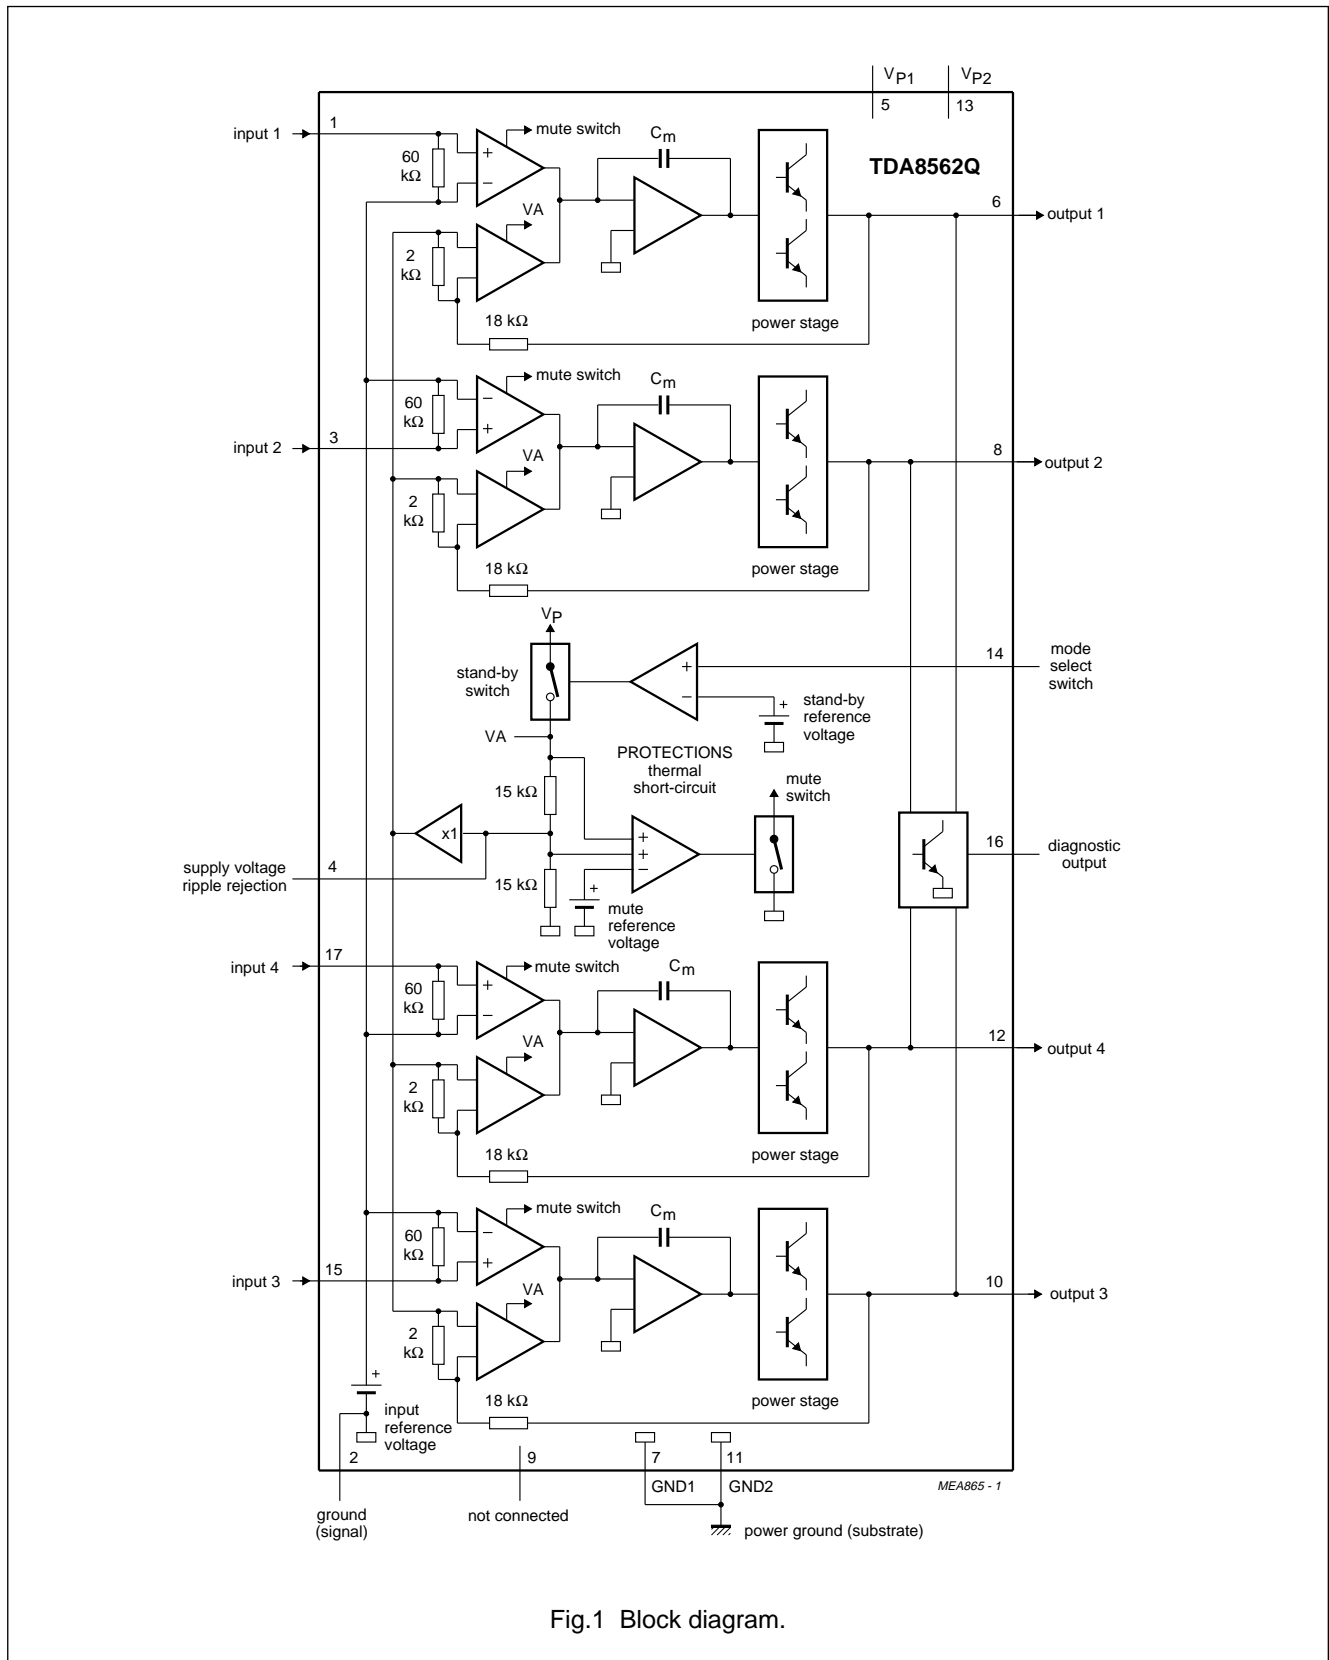 VP1
VP2
5
13
input 1
1
mute switch
Cm
TDA8562Q
60
kΩ
+
−
VA
6
output 1
2
kΩ
18 kΩ
power stage
mute switch
Cm
60
kΩ
−
+
input 2
3
VA
8
output 2
2
kΩ
18 kΩ
power stage
VP
stand-by
switch
+
−
14
mode
select
switch
+
stand-by
reference
voltage
VA
PROTECTIONS
thermal
short-circuit
mute
switch
15 kΩ
x1
+
+
−
16
diagnostic
output
supply voltage
ripple rejection
4
15 kΩ
+
mute
reference
voltage
input 4
17
mute switch
Cm
60
kΩ
+
−
VA
12
output 4
2
kΩ
18 kΩ
power stage
mute switch
Cm
60
kΩ
−
+
input 3
15
VA
10
output 3
2
kΩ
18 kΩ
power stage
+
input
reference
voltage
2
9
7
11
GND1
GND2
MEA865 - 1
ground
(signal)
not connected
power ground (substrate)
Fig.1 Block diagram.